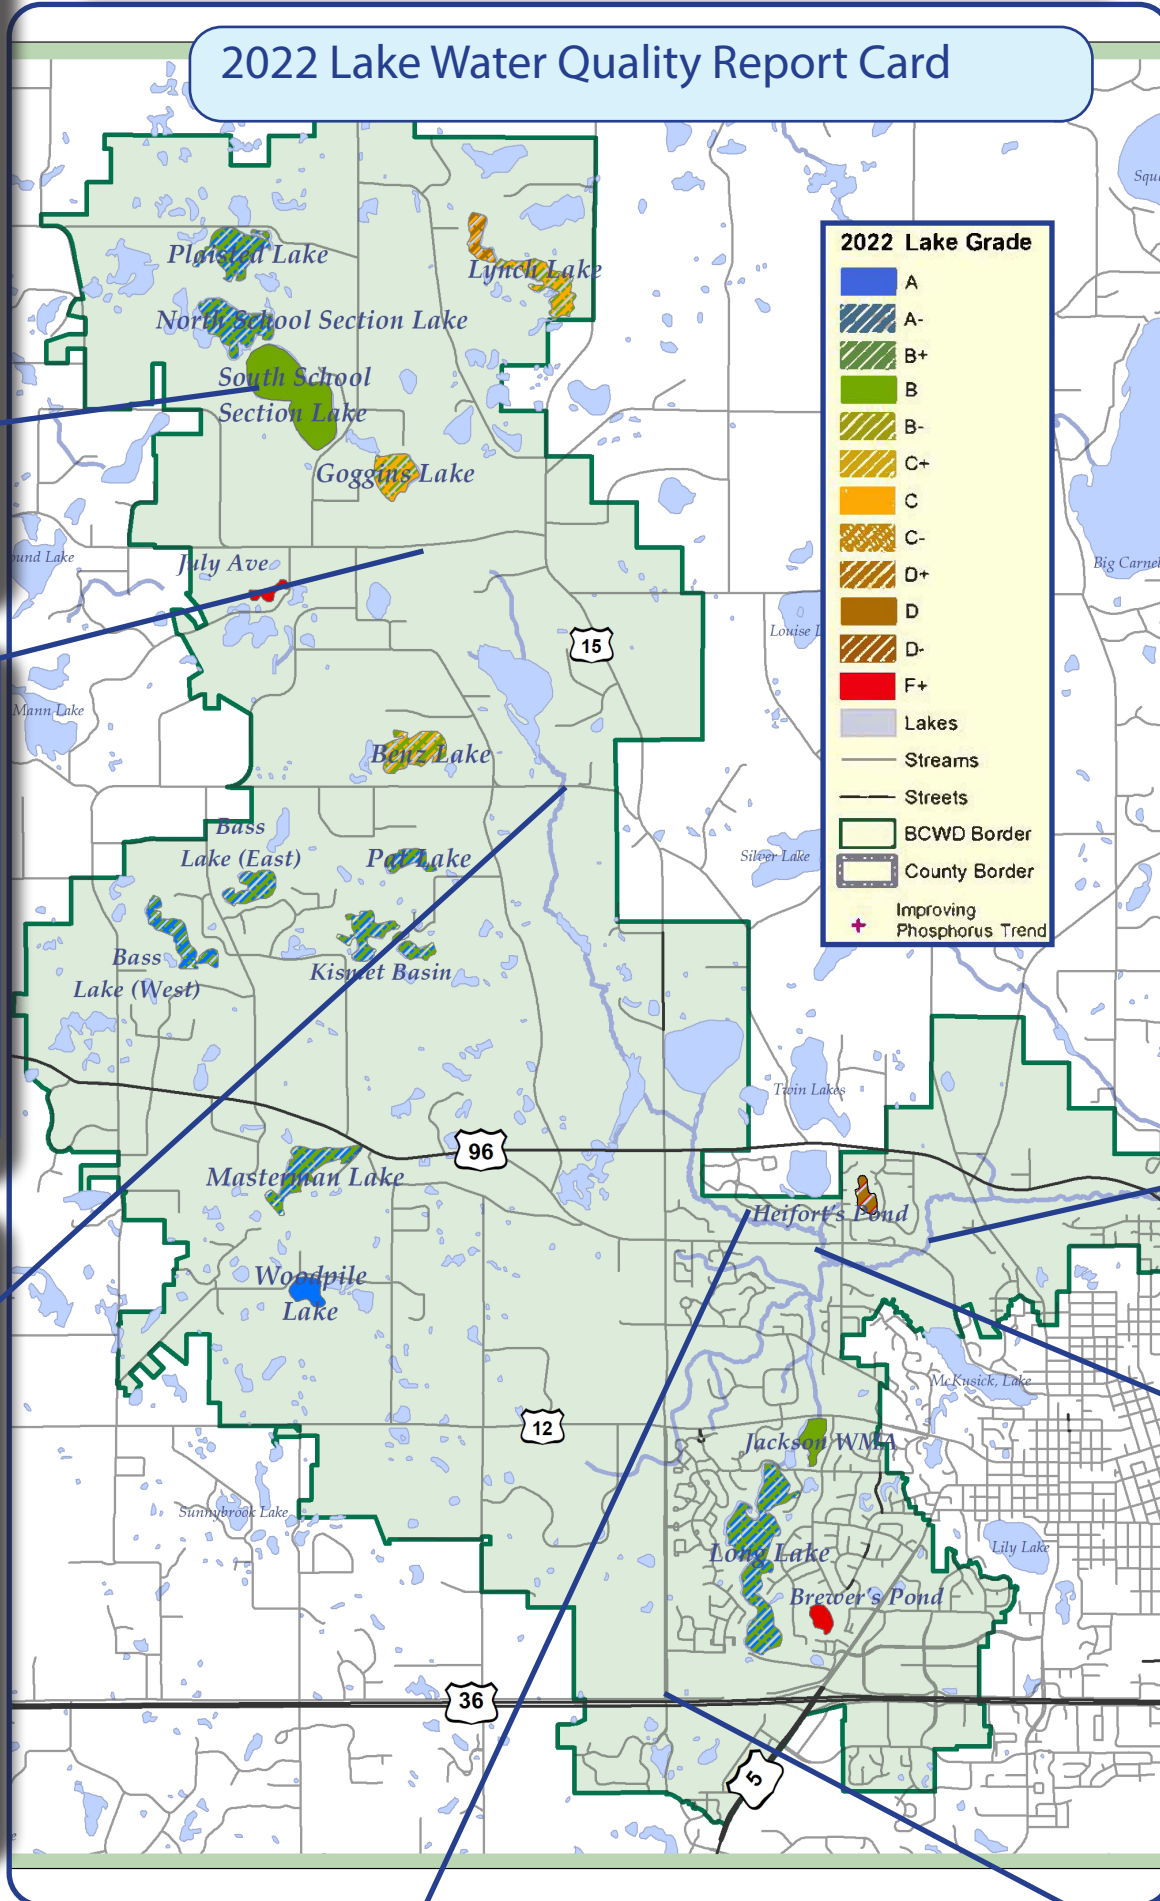 2022 Lake Water Quality Report Card
2022 Lake Grade
A
A-
B+
B
B-
C+
C
C-
D+
D
D-
F+
Lakes
Streams
Streets
BCWD Border
County Border
Improving
Phosphorus Trend
Plaisted Lake
Lynch Lake
North School Section Lake
South School
Section Lake
Goggins Lake
July Ave
15
Louise
Mann Lake
Big Carnel
Benz Lake
Bass
Lake (East)
Pat Lake
Silver Lake
Bass
Lake (West)
Kismet Basin
Twin Lakes
96
Masterman Lake
Heifort's Pond
Woodpile
Lake
McKusick, Lake
12
Jackson WMA
Sunnybrook Lake
Long Lake
Lily Lake
Brewer's Pond
36
5